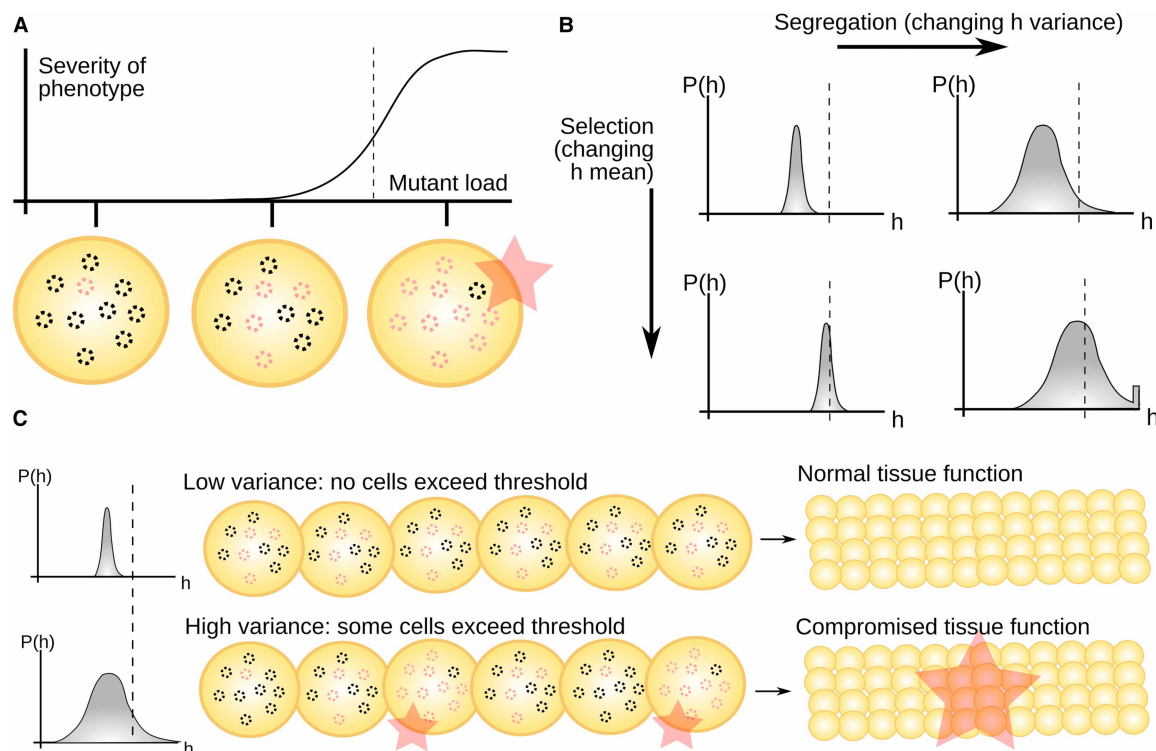 A
Severity of
phenotype
Mutant load
B
Segregation (changing h variance)
Selection
(changing
h mean)
P(h)
h
P(h)
h
P(h)
h
P(h)
h
C
P(h)
h
Low variance: no cells exceed threshold
Normal tissue function
P(h)
h
High variance: some cells exceed threshold
Compromised tissue function